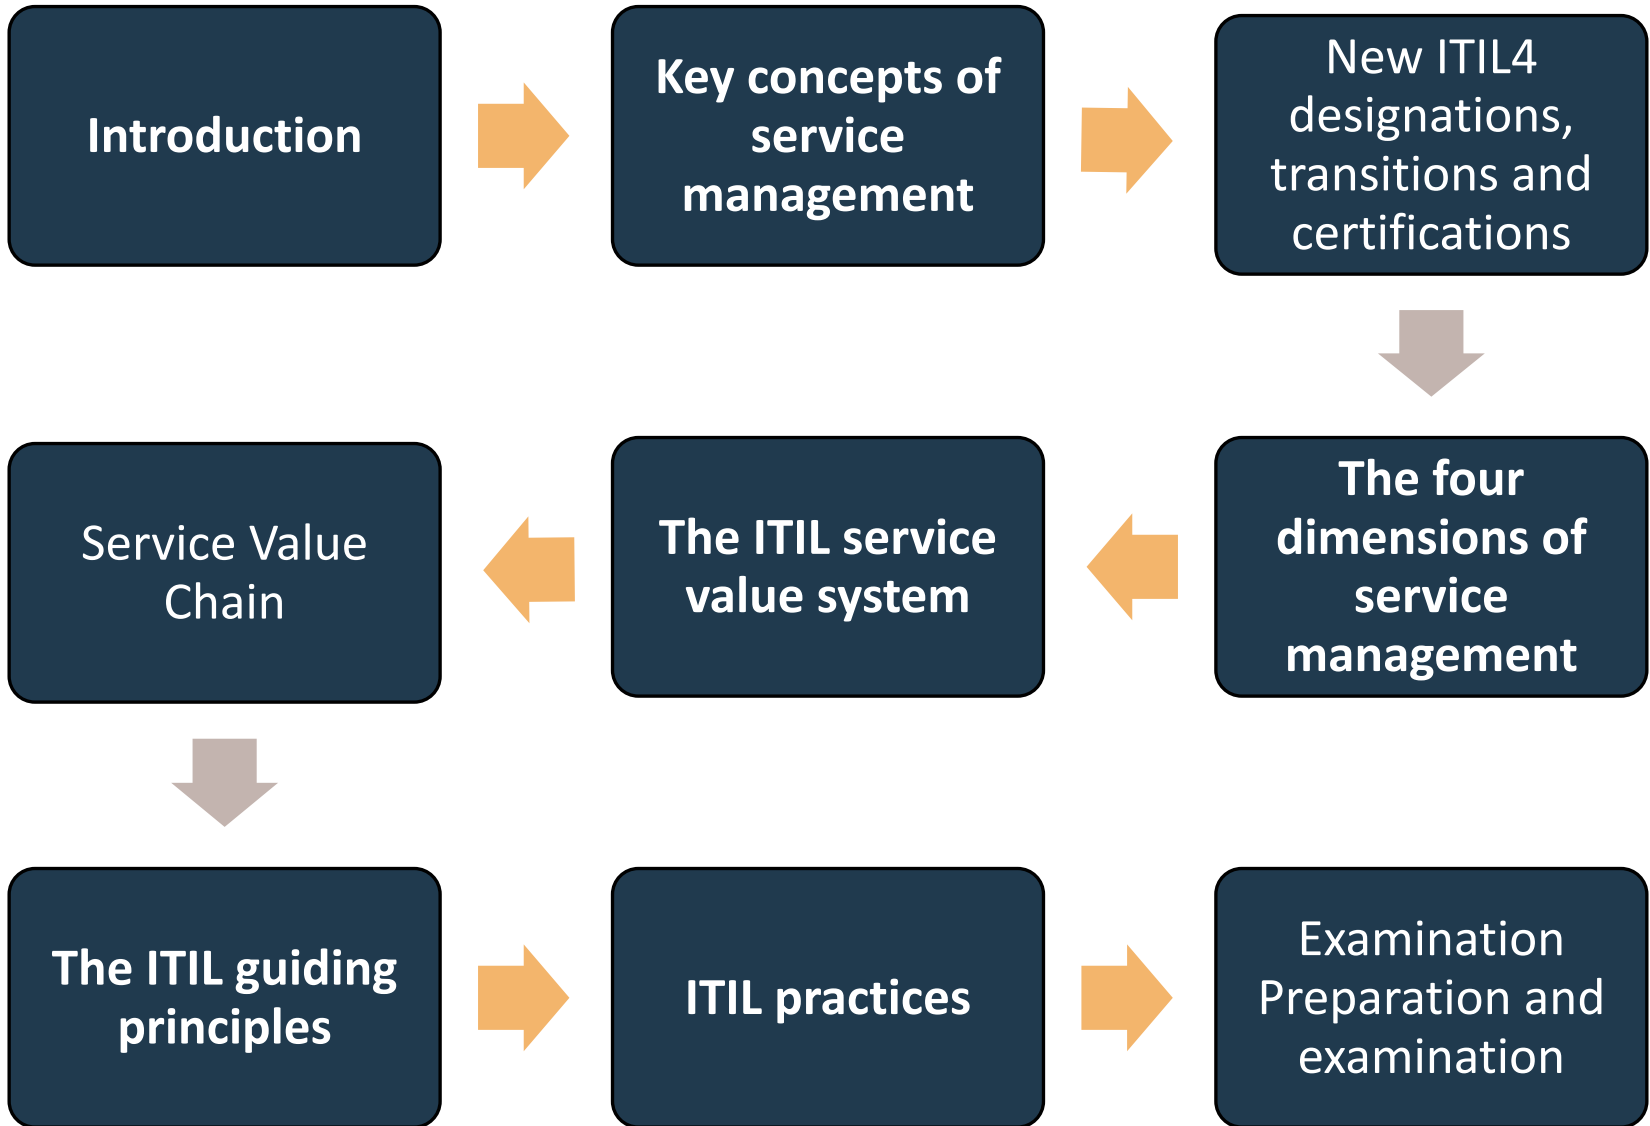 Introduction
Key concepts of
service
management
New ITIL4
designations,
transitions and
certifications
The four
dimensions of
service
management
The ITIL service
value system
Service Value
Chain
The ITIL guiding
principles
ITIL practices
Examination
Preparation and
examination